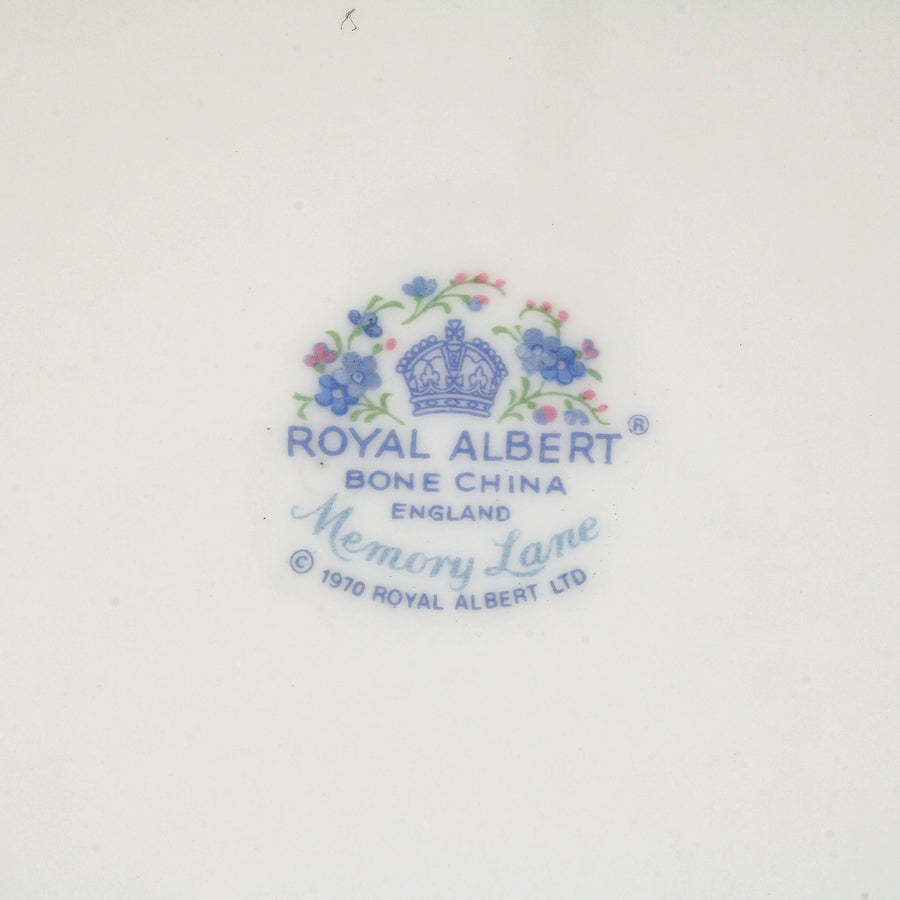 ROYAL ALBERT ®
BONE CHINA
ENGLAND
Memory Lane
© 1970 ROYAL ALBERT LTD